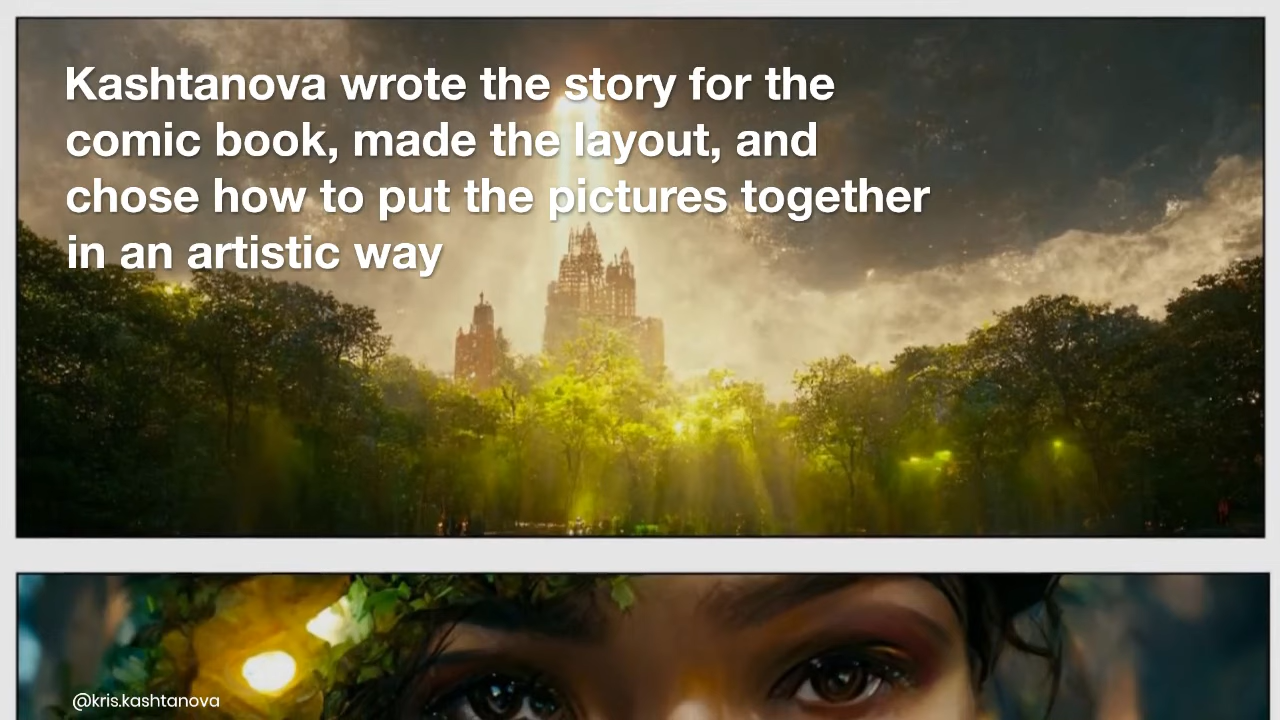 Kashtanova wrote the story for the
comic book, made the layout, and
chose how to put the pictures together
in an artistic way
@kris.kashtanova